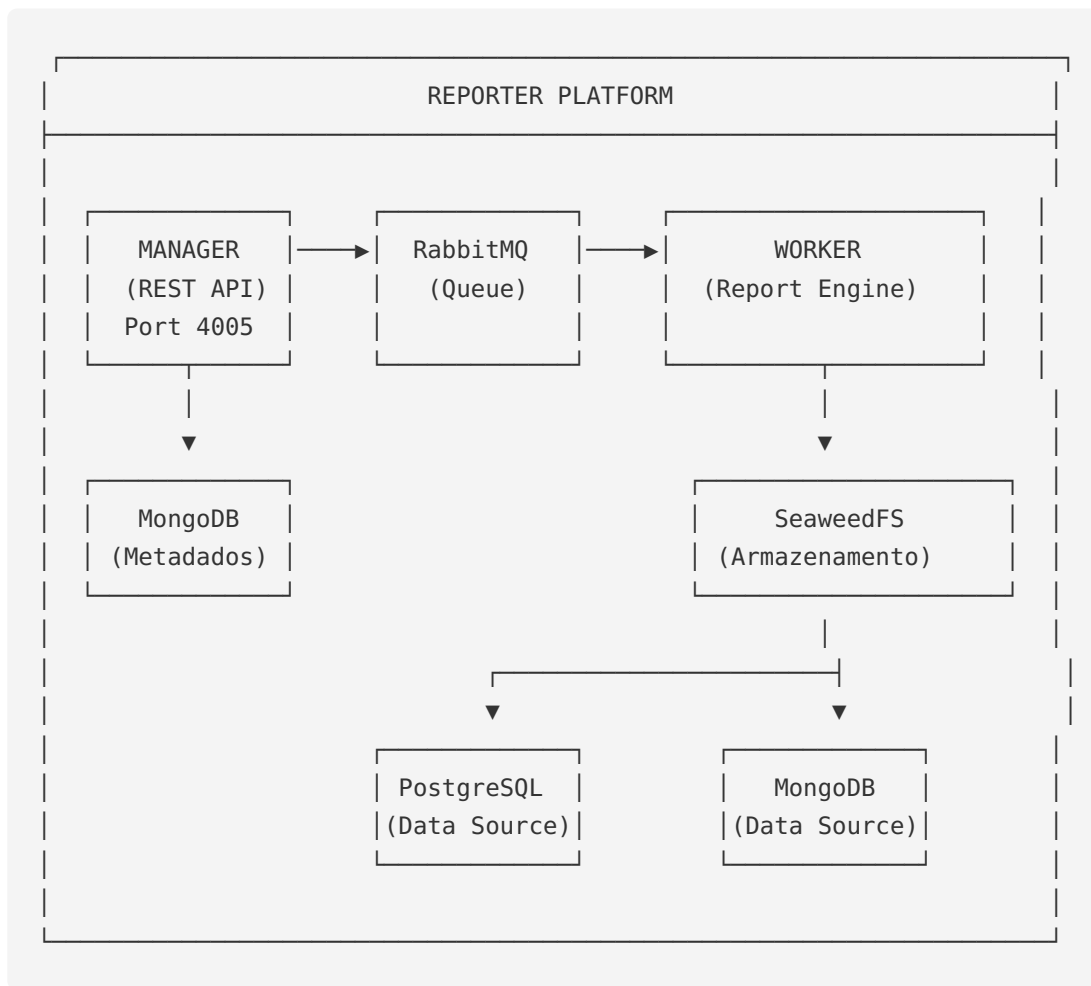 REPORTER PLATFORM
MANAGER RabbitMQ WORKER
(REST API) (Queue) (Report Engine)
Port 4005
MongoDB SeaweedFS
(Metadados) (Armazenamento)
PostgreSQL MongoDB
(Data Source) (Data Source)